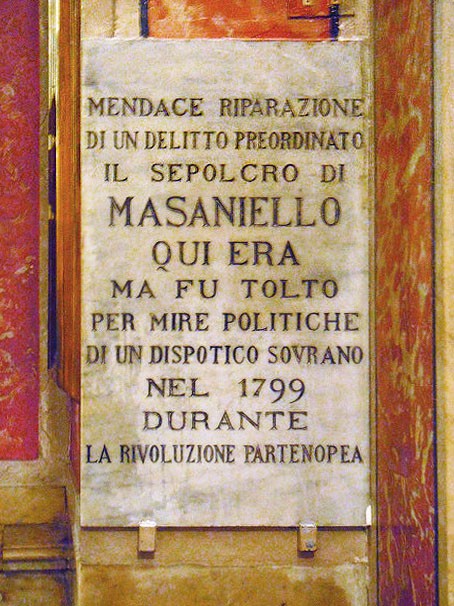 MENDACE RIPARAZIONE
DI UN DELITTO PREORDINATO
IL SEPOLCRO DI
MASANIELLO
QUI ERA
MA FU TOLTO
PER MIRE POLITICHE
DI UN DISPOTICO SOVRANO
NEL 1799
DURANTE
LA RIVOLUZIONE PARTENOPEA